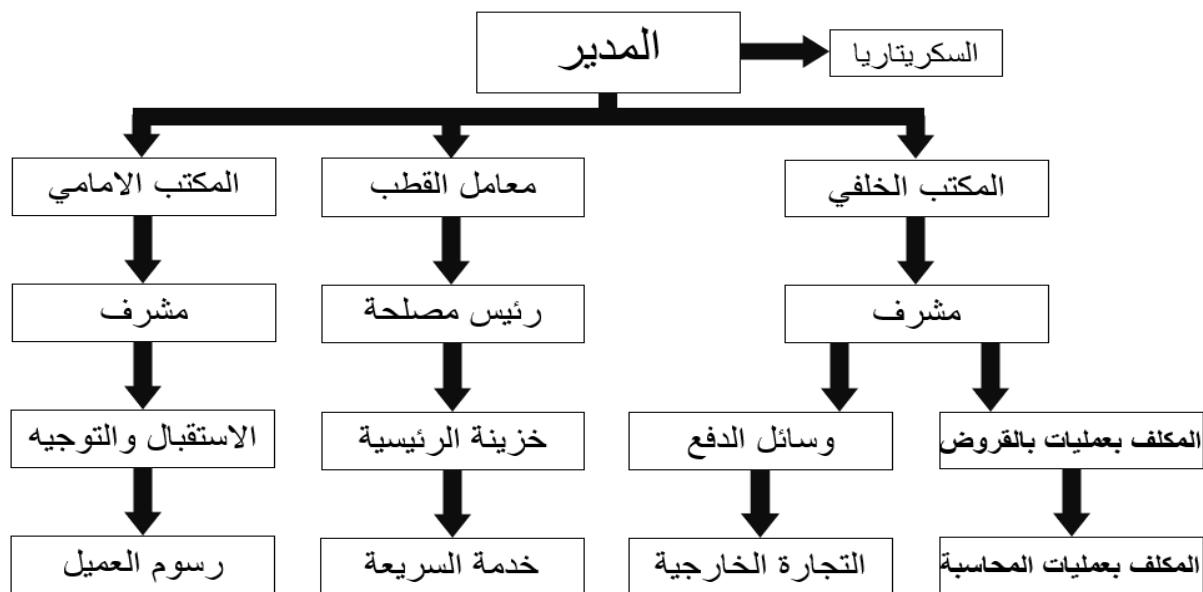 المدير
السكريتاريا
المكتب الخلفي
معامل القطب
المكتب الامامي
مشرف
رئيس مصلحة
مشرف
المكلف بعمليات بالقروض
وسائل الدفع
خزينة الرئيسية
الاستقبال والتوجيه
المكلف بعمليات المحاسبة
التجارة الخارجية
خدمة السريعة
رسوم العميل